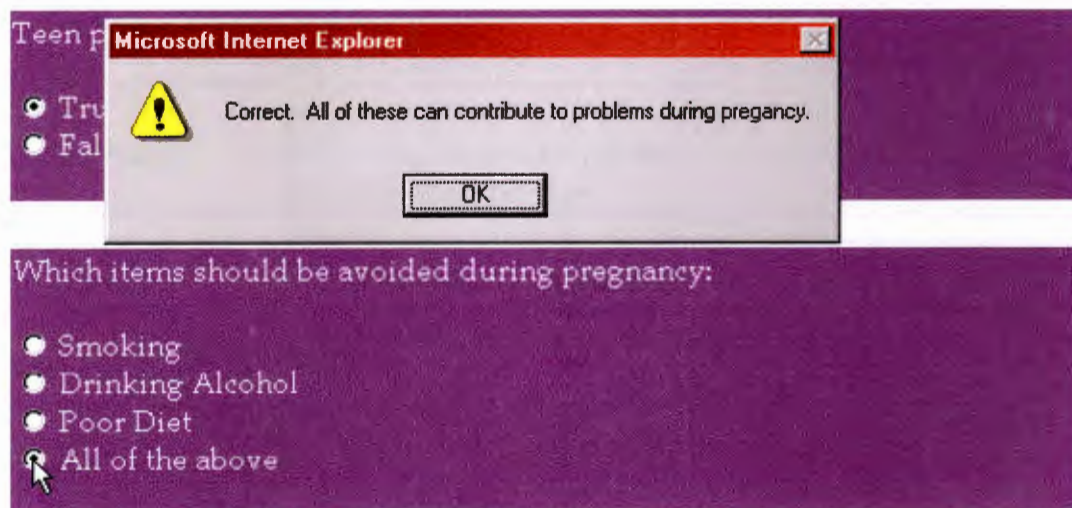 Teen p
Microsoft Internet Explorer
Correct.  All of these can contribute to problems during pregancy.
Tru
Fal
OK
Which items should be avoided during pregnancy:
Smoking
Drinking Alcohol
Poor Diet
All of the above